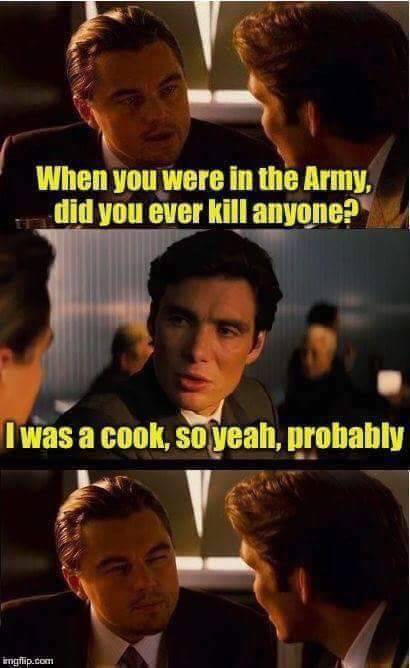 When you were in the Army,
did you ever kill anyone?
I was a cook, so yeah, probably
imgflip.com